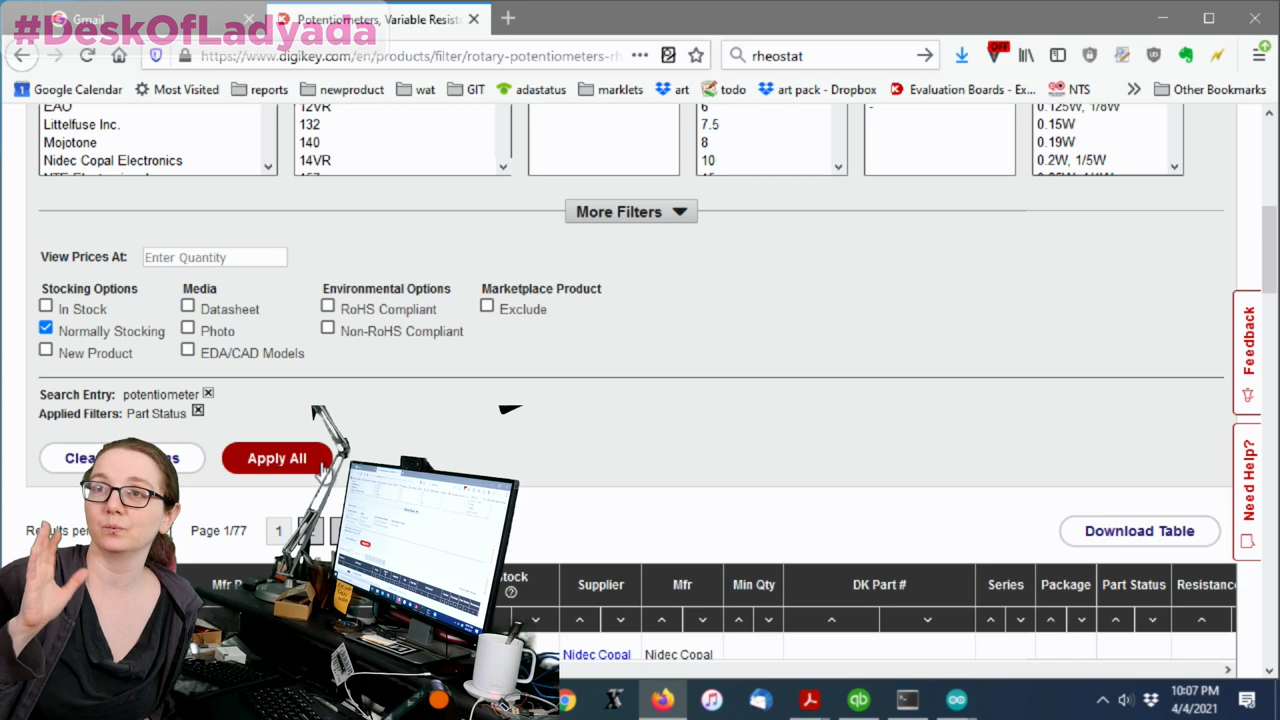 #DeskOfLadyada
Gmail
Potentiometers, Variable Resist
https://www.digikey.com/en/products/filter/rotary-potentiometers-rh
rheostat
OFF
Google Calendar
Most Visited
reports
newproduct
wat
GIT
adastatus
marklets
art
todo
art pack - Dropbox
Evaluation Boards - Ex...
NTS
Other Bookmarks
EAO
Littelfuse Inc.
Mojotone
Nidec Copal Electronics
12VR
132
140
14VR
6
7.5
8
10
-
0.125W, 1/8W
0.15W
0.19W
0.2W, 1/5W
More Filters
View Prices At:
Enter Quantity
Stocking Options
In Stock
Normally Stocking
New Product
Media
Datasheet
Photo
EDA/CAD Models
Environmental Options
RoHS Compliant
Non-RoHS Compliant
Marketplace Product
Exclude
Search Entry: potentiometer
Applied Filters: Part Status
Apply All
Page 1/77
1
Download Table
Feedback
Need Help?
Supplier
Mfr
Min Qty
DK Part #
Series
Package
Part Status
Nidec Copal
Nidec Copal
10:07 PM
4/4/2021